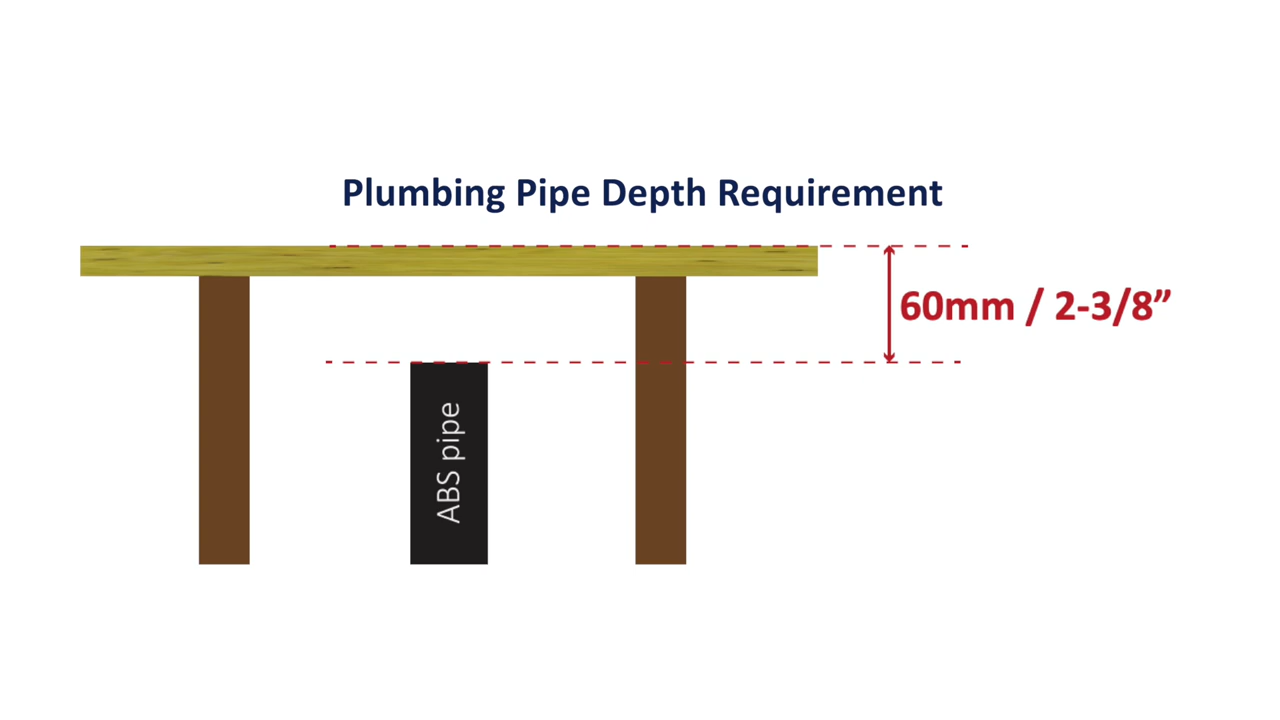 Plumbing Pipe Depth Requirement
60mm / 2-3/8”
ABS pipe